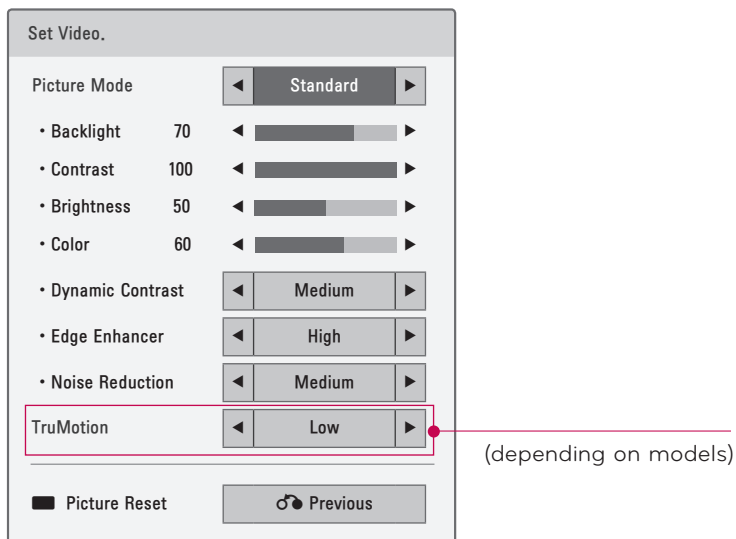 Set Video.
Picture Mode ◀ Standard ▶
• Backlight 70 ◀ ▶
• Contrast 100 ◀ ▶
• Brightness 50 ◀ ▶
• Color 60 ◀ ▶
• Dynamic Contrast ◀ Medium ▶
• Edge Enhancer ◀ High ▶
• Noise Reduction ◀ Medium ▶
TruMotion ◀ Low ▶
(depending on models)
Picture Reset Previous